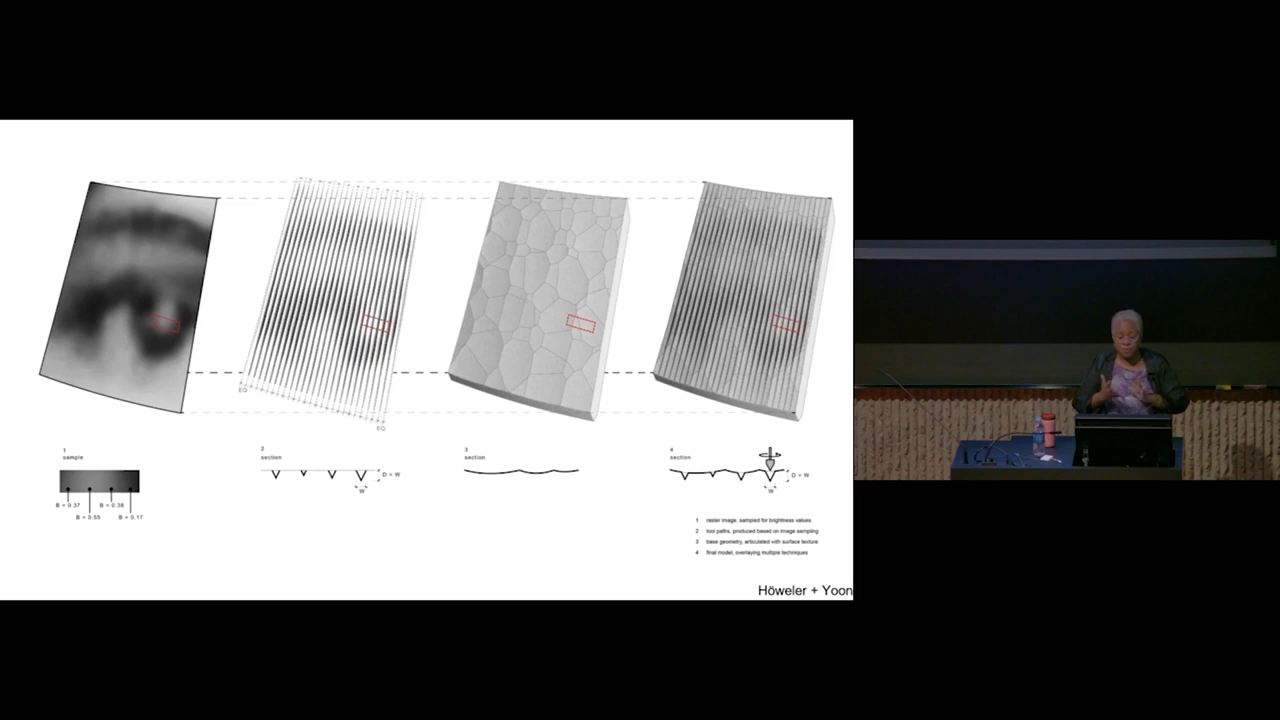 EQ
EQ
1
sample
2
section
3
section
4
section
D = W
W
D = W
W
B = 0.37
B = 0.38
B = 0.55
B = 0.17
1 raster image, sampled for brightness values
2 tool paths, produced based on image sampling
3 base geometry, articulated with surface texture
4 final model, overlaying multiple techniques
Höweler + Yoon